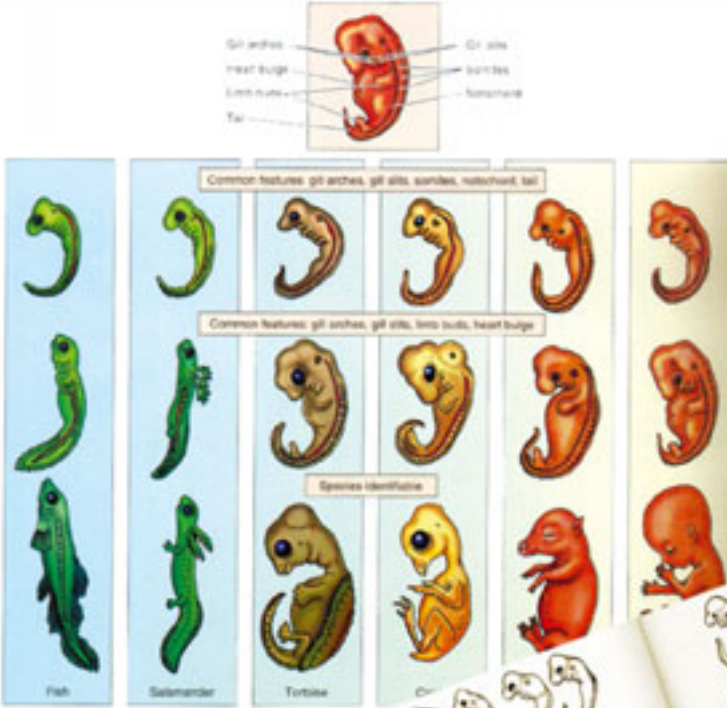 Gill arches
Gill slits
Heart bulge
Somites
Limb buds
Notochord
Tail
Common features: gill arches, gill slits, somites, notochord, tail
Common features: gill arches, gill slits, limb buds, heart bulge
Species identifiable
Fish
Salamander
Tortoise